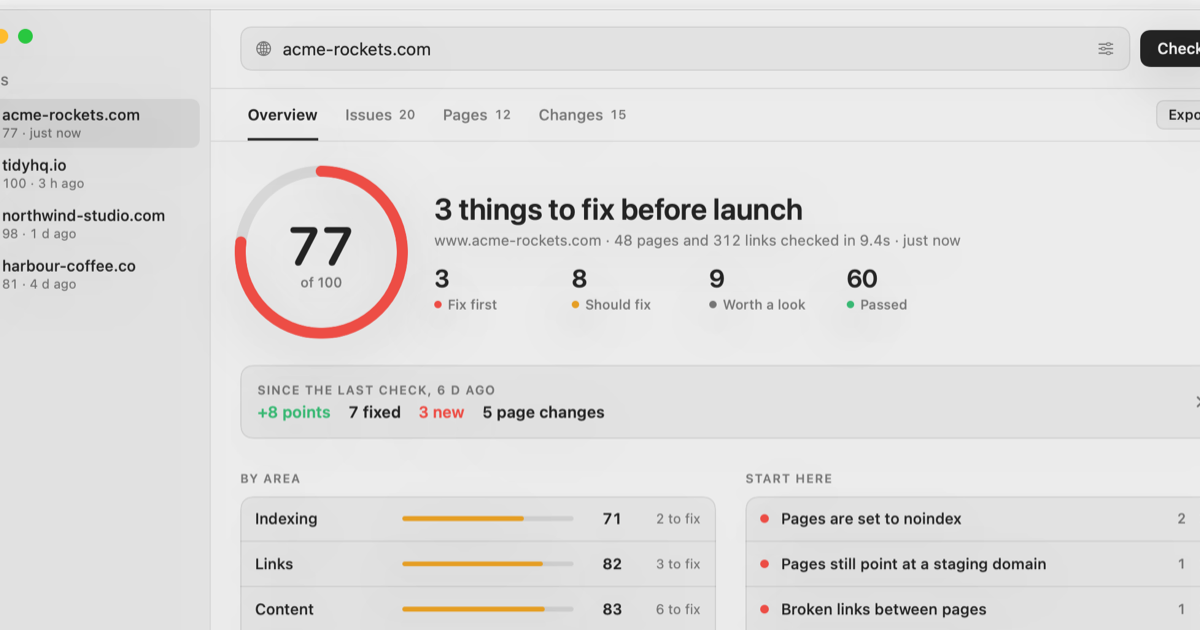 acme-rockets.com
Check
S
acme-rockets.com
77 · just now
tidyhq.io
100 · 3 h ago
northwind-studio.com
98 · 1 d ago
harbour-coffee.co
81 · 4 d ago
Overview
Issues 20
Pages 12
Changes 15
Expo
77
of 100
3 things to fix before launch
www.acme-rockets.com · 48 pages and 312 links checked in 9.4s · just now
3
Fix first
8
Should fix
9
Worth a look
60
Passed
SINCE THE LAST CHECK, 6 D AGO
+8 points 7 fixed 3 new 5 page changes
BY AREA
Indexing 71 2 to fix
Links 82 3 to fix
Content 83 6 to fix
START HERE
Pages are set to noindex 2
Pages still point at a staging domain 1
Broken links between pages 1